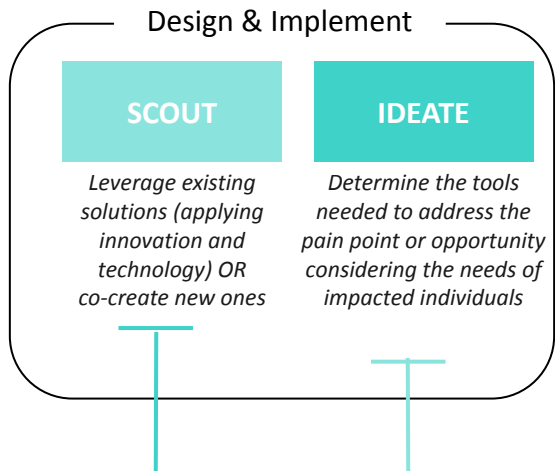 Design & Implement
SCOUT
Leverage existing
solutions (applying
innovation and
technology) OR
co-create new ones
IDEATE
Determine the tools
needed to address the
pain point or opportunity
considering the needs of
impacted individuals